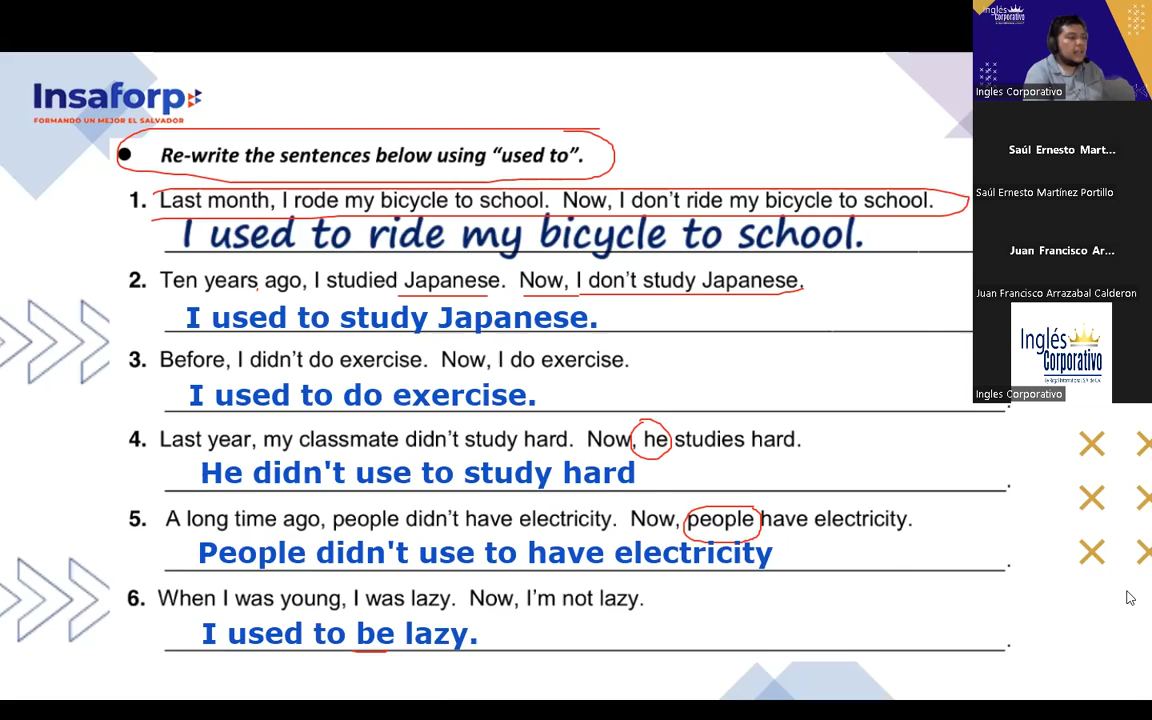 Insaforp
FORMANDO UN MEJOR EL SALVADOR
● Re-write the sentences below using “used to”.
1. Last month, I rode my bicycle to school. Now, I don’t ride my bicycle to school.
I used to ride my bicycle to school.
2. Ten years ago, I studied Japanese. Now, I don’t study Japanese.
I used to study Japanese.
3. Before, I didn’t do exercise. Now, I do exercise.
I used to do exercise.
4. Last year, my classmate didn’t study hard. Now, he studies hard.
He didn't use to study hard
5. A long time ago, people didn’t have electricity. Now, people have electricity.
People didn't use to have electricity
6. When I was young, I was lazy. Now, I’m not lazy.
I used to be lazy.
Inglés
Corporativo
Ingles Corporativo
Saúl Ernesto Mart...
Saúl Ernesto Martínez Portillo
Juan Francisco Ar...
Juan Francisco Arrazabal Calderon
Inglés
Corporativo
Ingles Corporativo